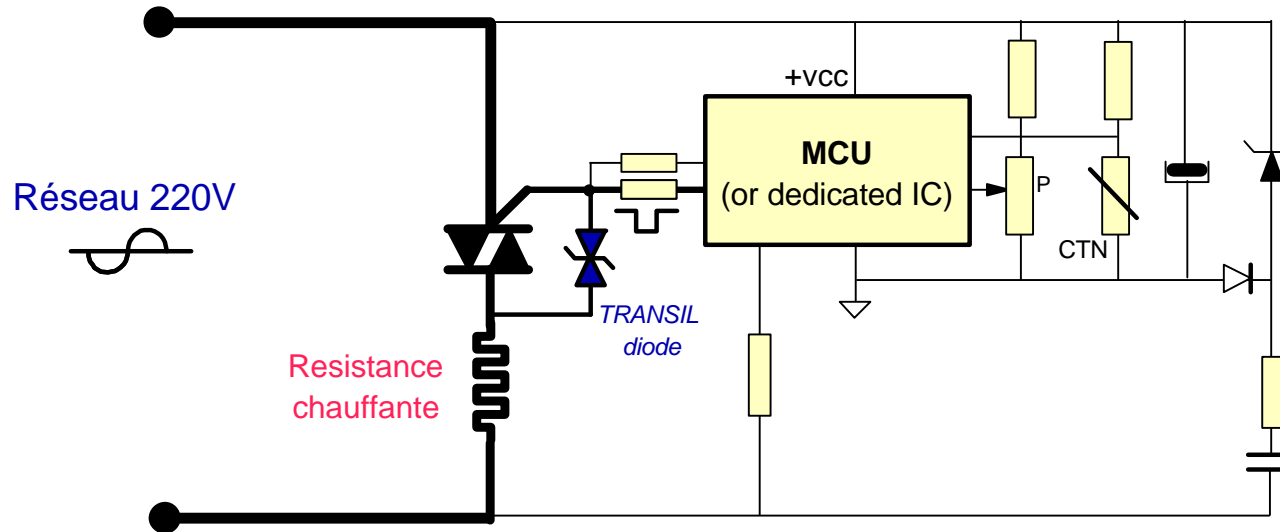 +vcc
MCU
(or dedicated IC)
P
Réseau 220V
CTN
TRANSIL
diode
Resistance
chauffante